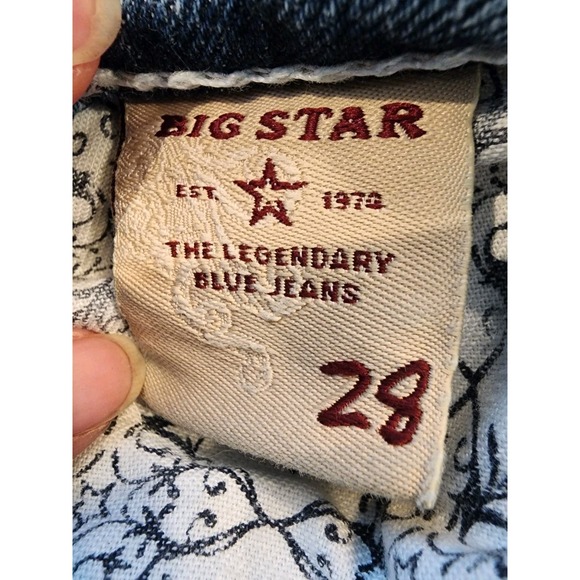 BIG STAR
EST. 1974
THE LEGENDARY
BLUE JEANS
28